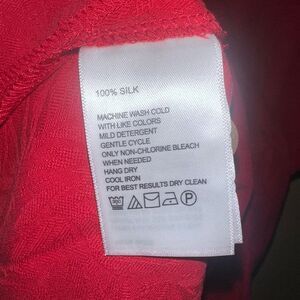 100% SILK
MACHINE WASH COLD
WITH LIKE COLORS
MILD DETERGENT
GENTLE CYCLE
ONLY NON-CHLORINE BLEACH
WHEN NEEDED
HANG DRY
COOL IRON
FOR BEST RESULTS DRY CLEAN
P